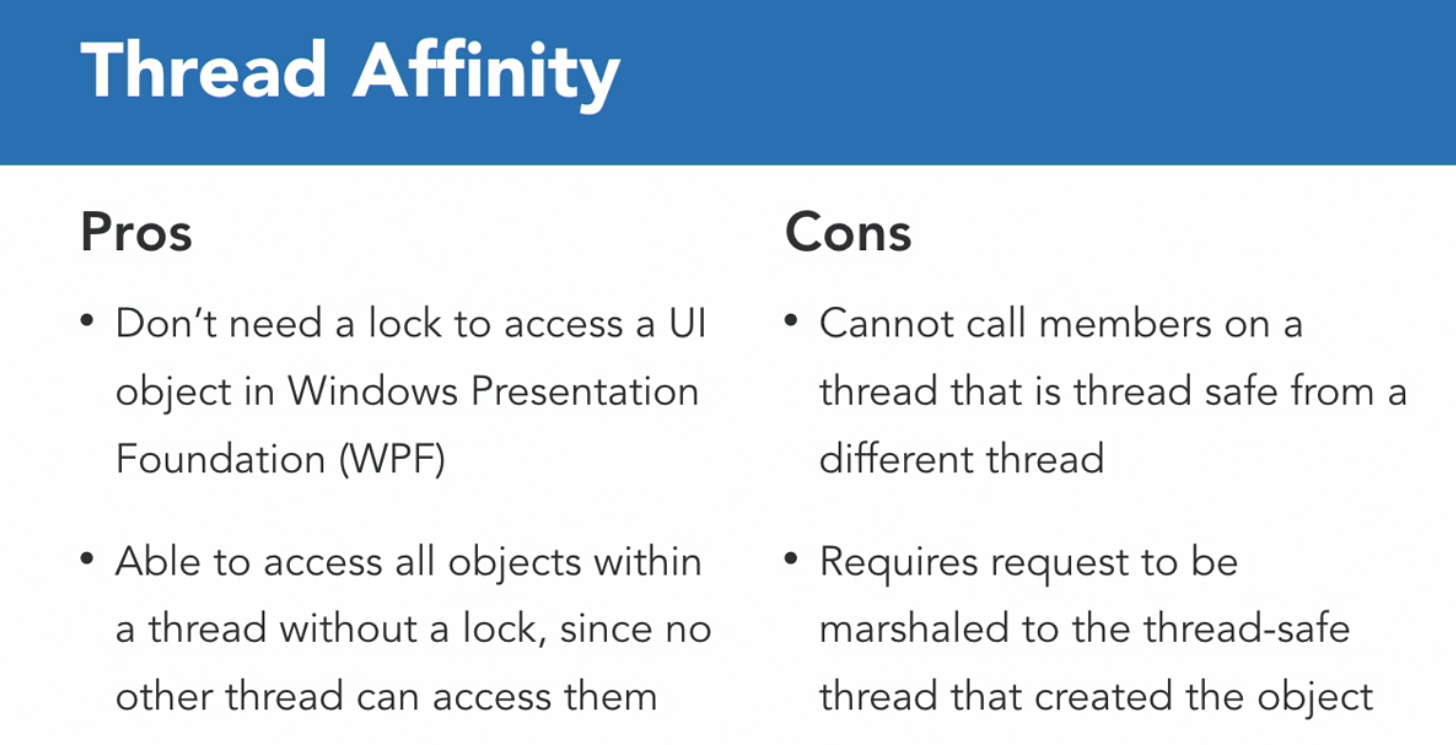 Thread Affinity
Pros
• Don’t need a lock to access a UI
object in Windows Presentation
Foundation (WPF)
• Able to access all objects within
a thread without a lock, since no
other thread can access them
Cons
• Cannot call members on a
thread that is thread safe from a
different thread
• Requires request to be
marshaled to the thread-safe
thread that created the object